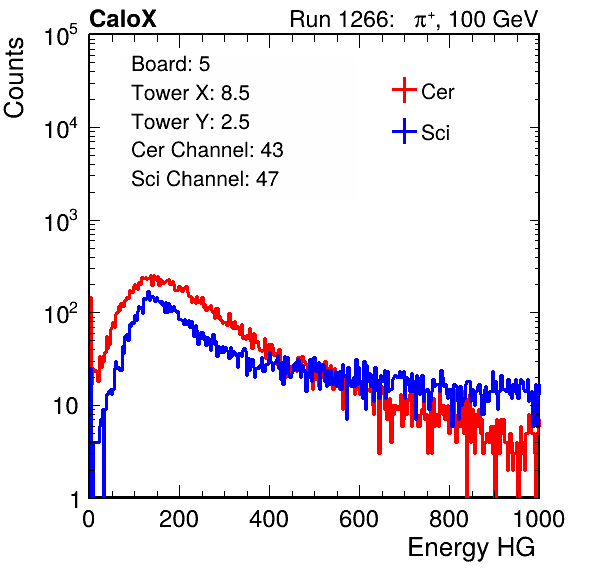 CaloX Run 1266: π⁺, 100 GeV
Counts
Board: 5
Tower X: 8.5
Tower Y: 2.5
Cer Channel: 43
Sci Channel: 47
Cer
Sci
10⁵
10⁴
10³
10²
10
1
0 200 400 600 800 1000
Energy HG